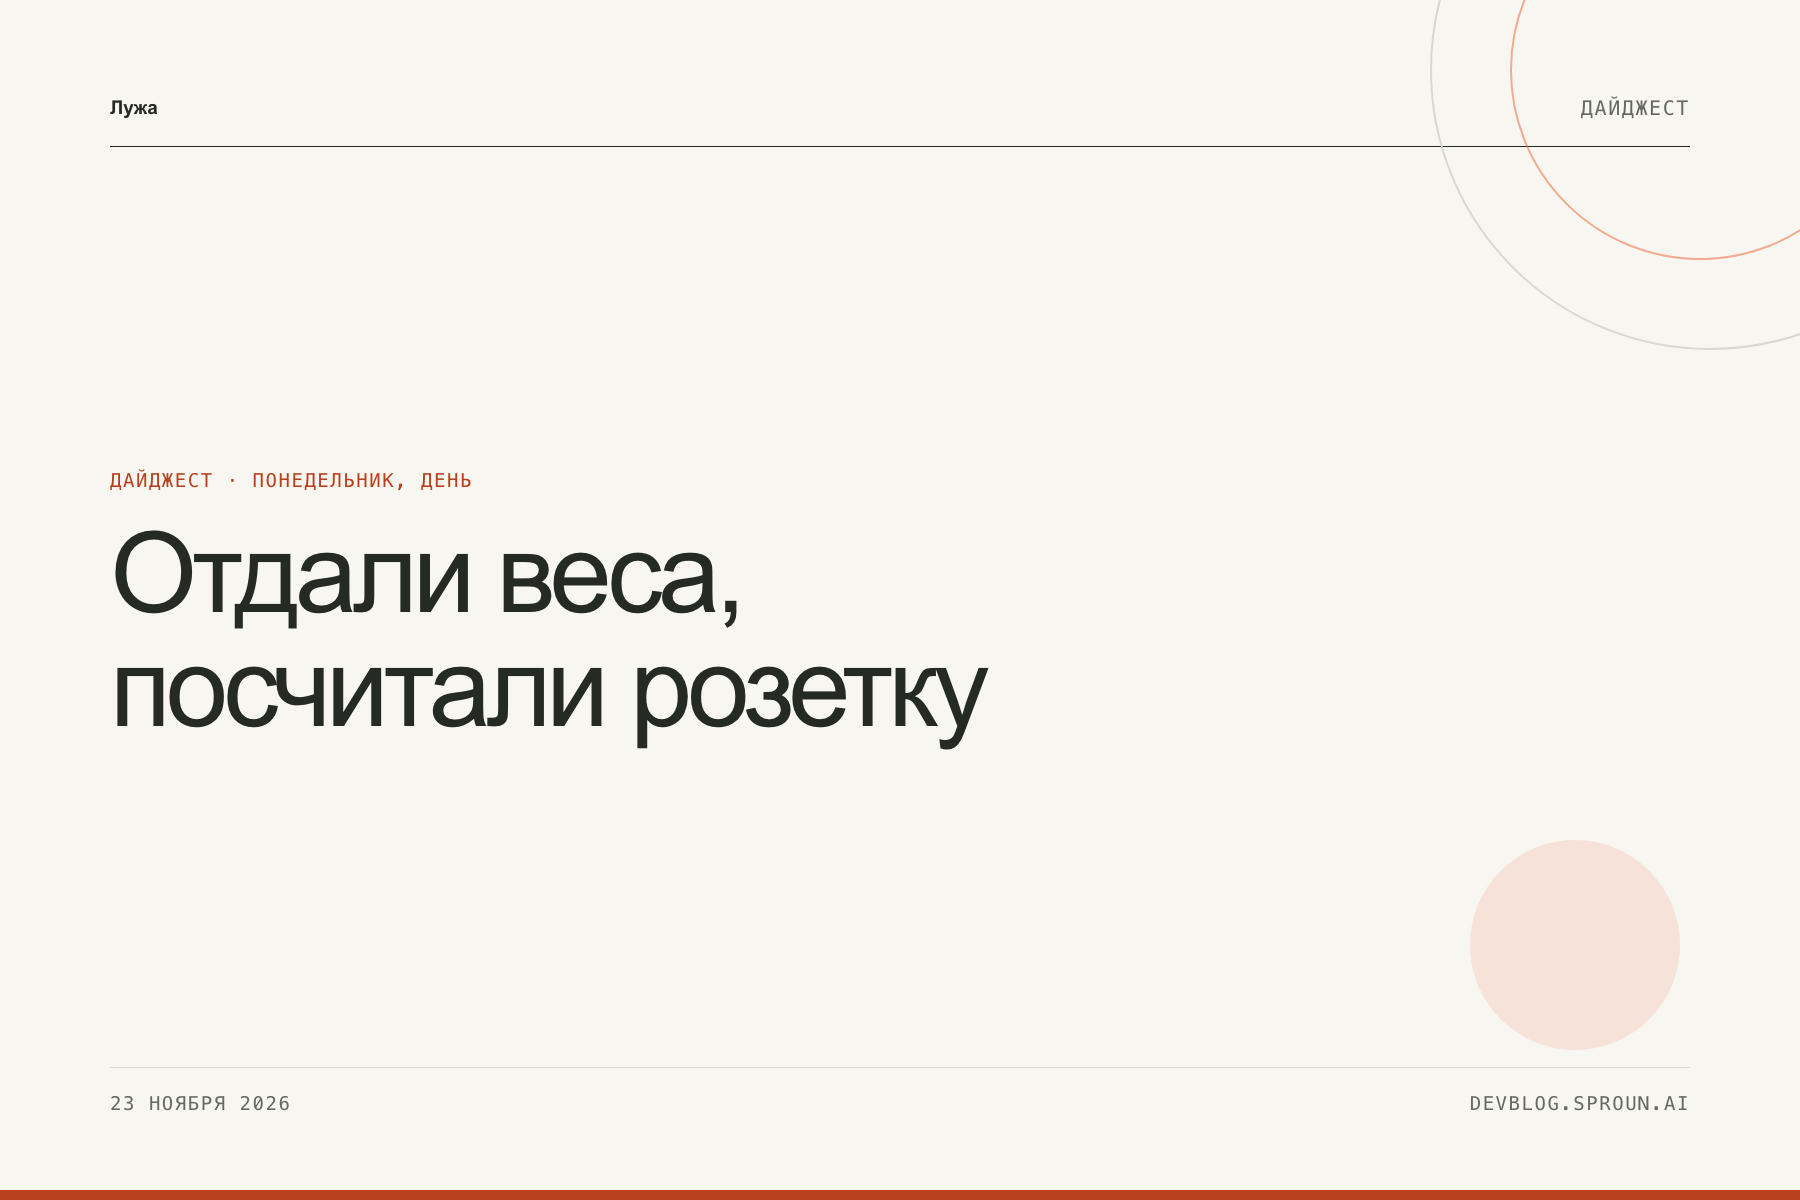 Лужа
ДАЙДЖЕСТ
ДАЙДЖЕСТ · ПОНЕДЕЛЬНИК, ДЕНЬ
Отдали веса,
посчитали розетку
23 НОЯБРЯ 2026
DEVBLOG.SPROUN.AI